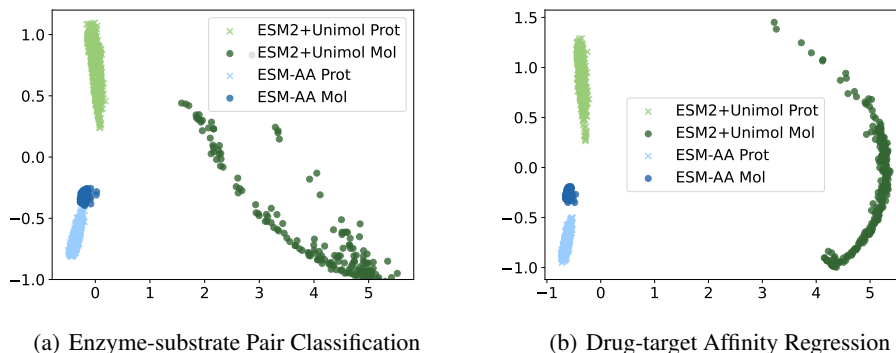 1.0
0.5
0.0
−0.5
−1.0
0 1 2 3 4 5
ESM2+Unimol Prot
ESM2+Unimol Mol
ESM-AA Prot
ESM-AA Mol
(a) Enzyme-substrate Pair Classification
1.5
1.0
0.5
0.0
−0.5
−1.0
−1 0 1 2 3 4 5
ESM2+Unimol Prot
ESM2+Unimol Mol
ESM-AA Prot
ESM-AA Mol
(b) Drug-target Affinity Regression